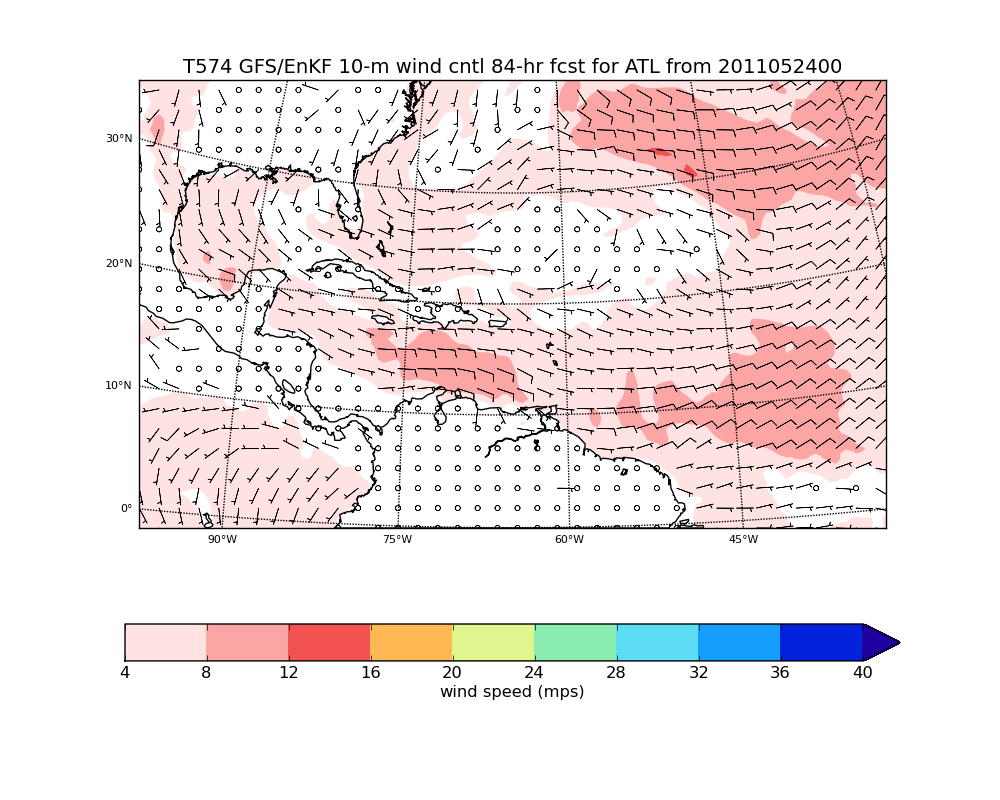 T574 GFS/EnKF 10-m wind cntl 84-hr fcst for ATL from 2011052400
30°N
20°N
10°N
0°
90°W 75°W 60°W 45°W
4 8 12 16 20 24 28 32 36 40
wind speed (mps)